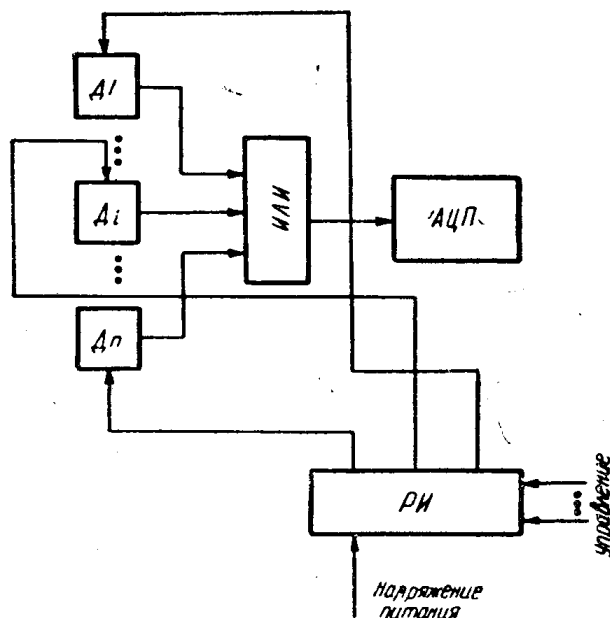 Д1
Дi
Дn
ИЛИ
АЦП
РИ
Управление
Напряжение
питания